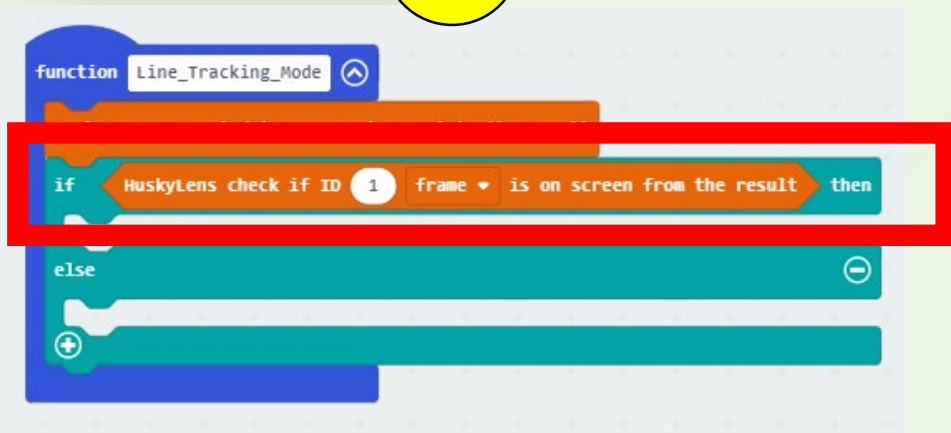 function Line_Tracking_Mode
if HuskyLens check if ID 1 frame is on screen from the result then
else